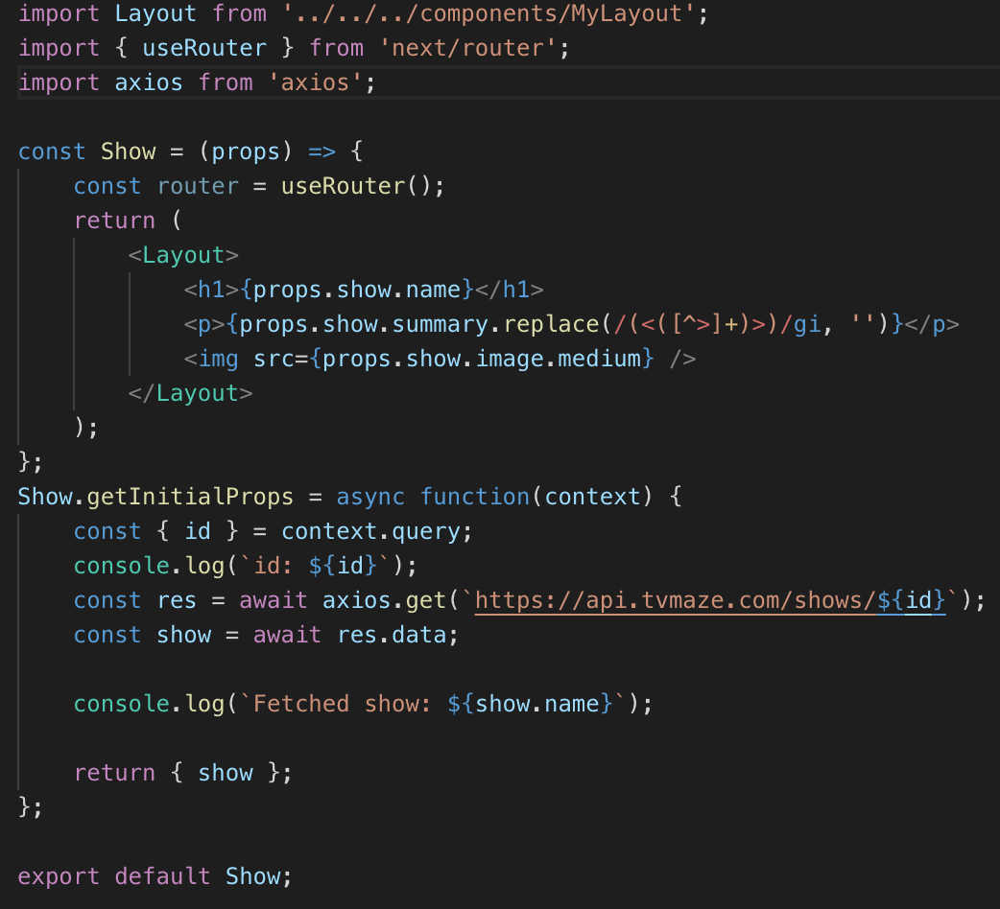 import Layout from '../../../components/MyLayout';
import { useRouter } from 'next/router';
import axios from 'axios';
const Show = (props) => {
const router = useRouter();
return (
<Layout>
<h1>{props.show.name}</h1>
<p>{props.show.summary.replace(/(<([^>]+)>)/gi, '')}</p>
<img src={props.show.image.medium} />
</Layout>
);
};
Show.getInitialProps = async function(context) {
const { id } = context.query;
console.log(`id: ${id}`);
const res = await axios.get(`https://api.tvmaze.com/shows/${id}`);
const show = await res.data;
console.log(`Fetched show: ${show.name}`);
return { show };
};
export default Show;